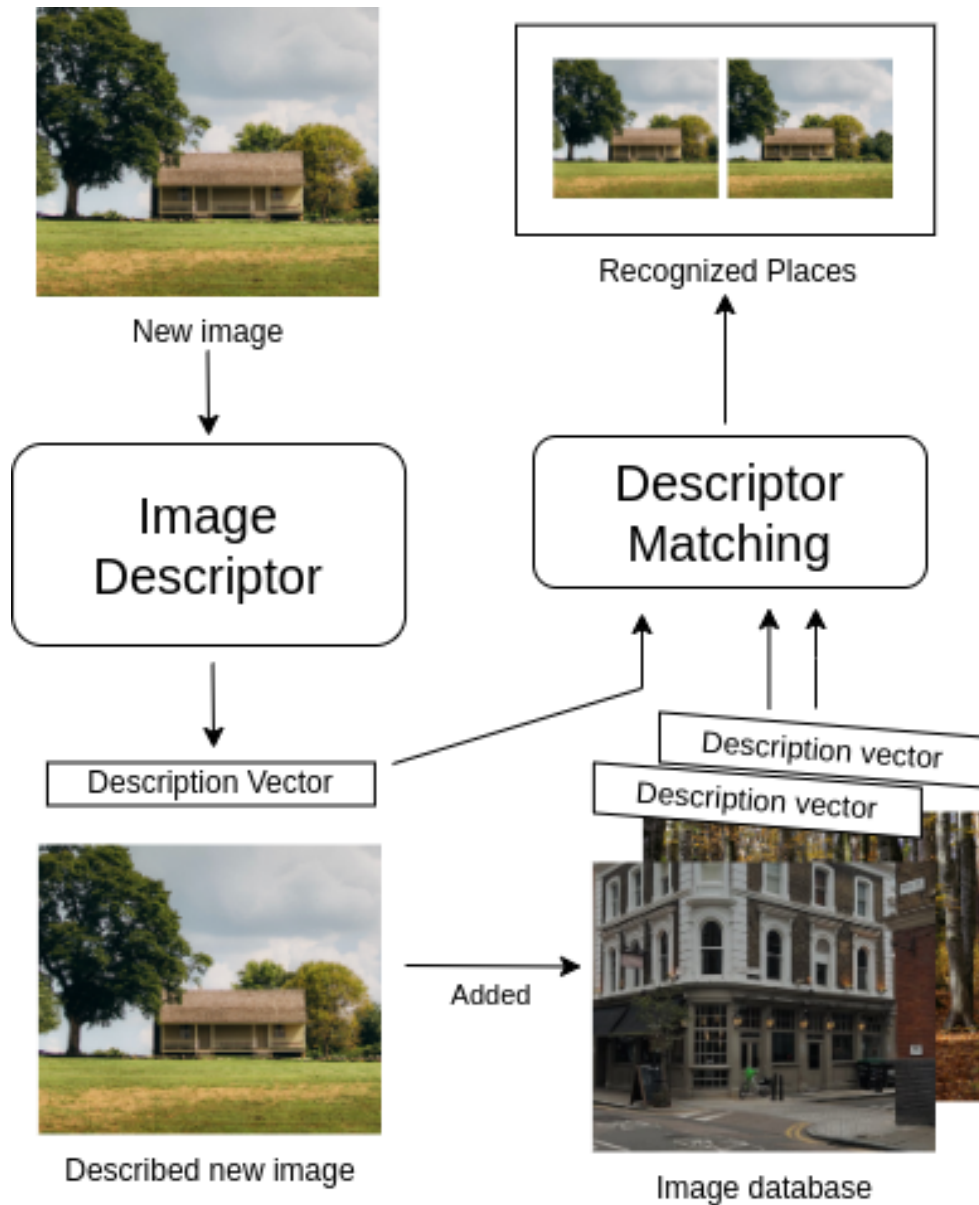 New image
Image
Descriptor
Description Vector
Described new image
Added
Recognized Places
Descriptor
Matching
Description vector
Description vector
Image database